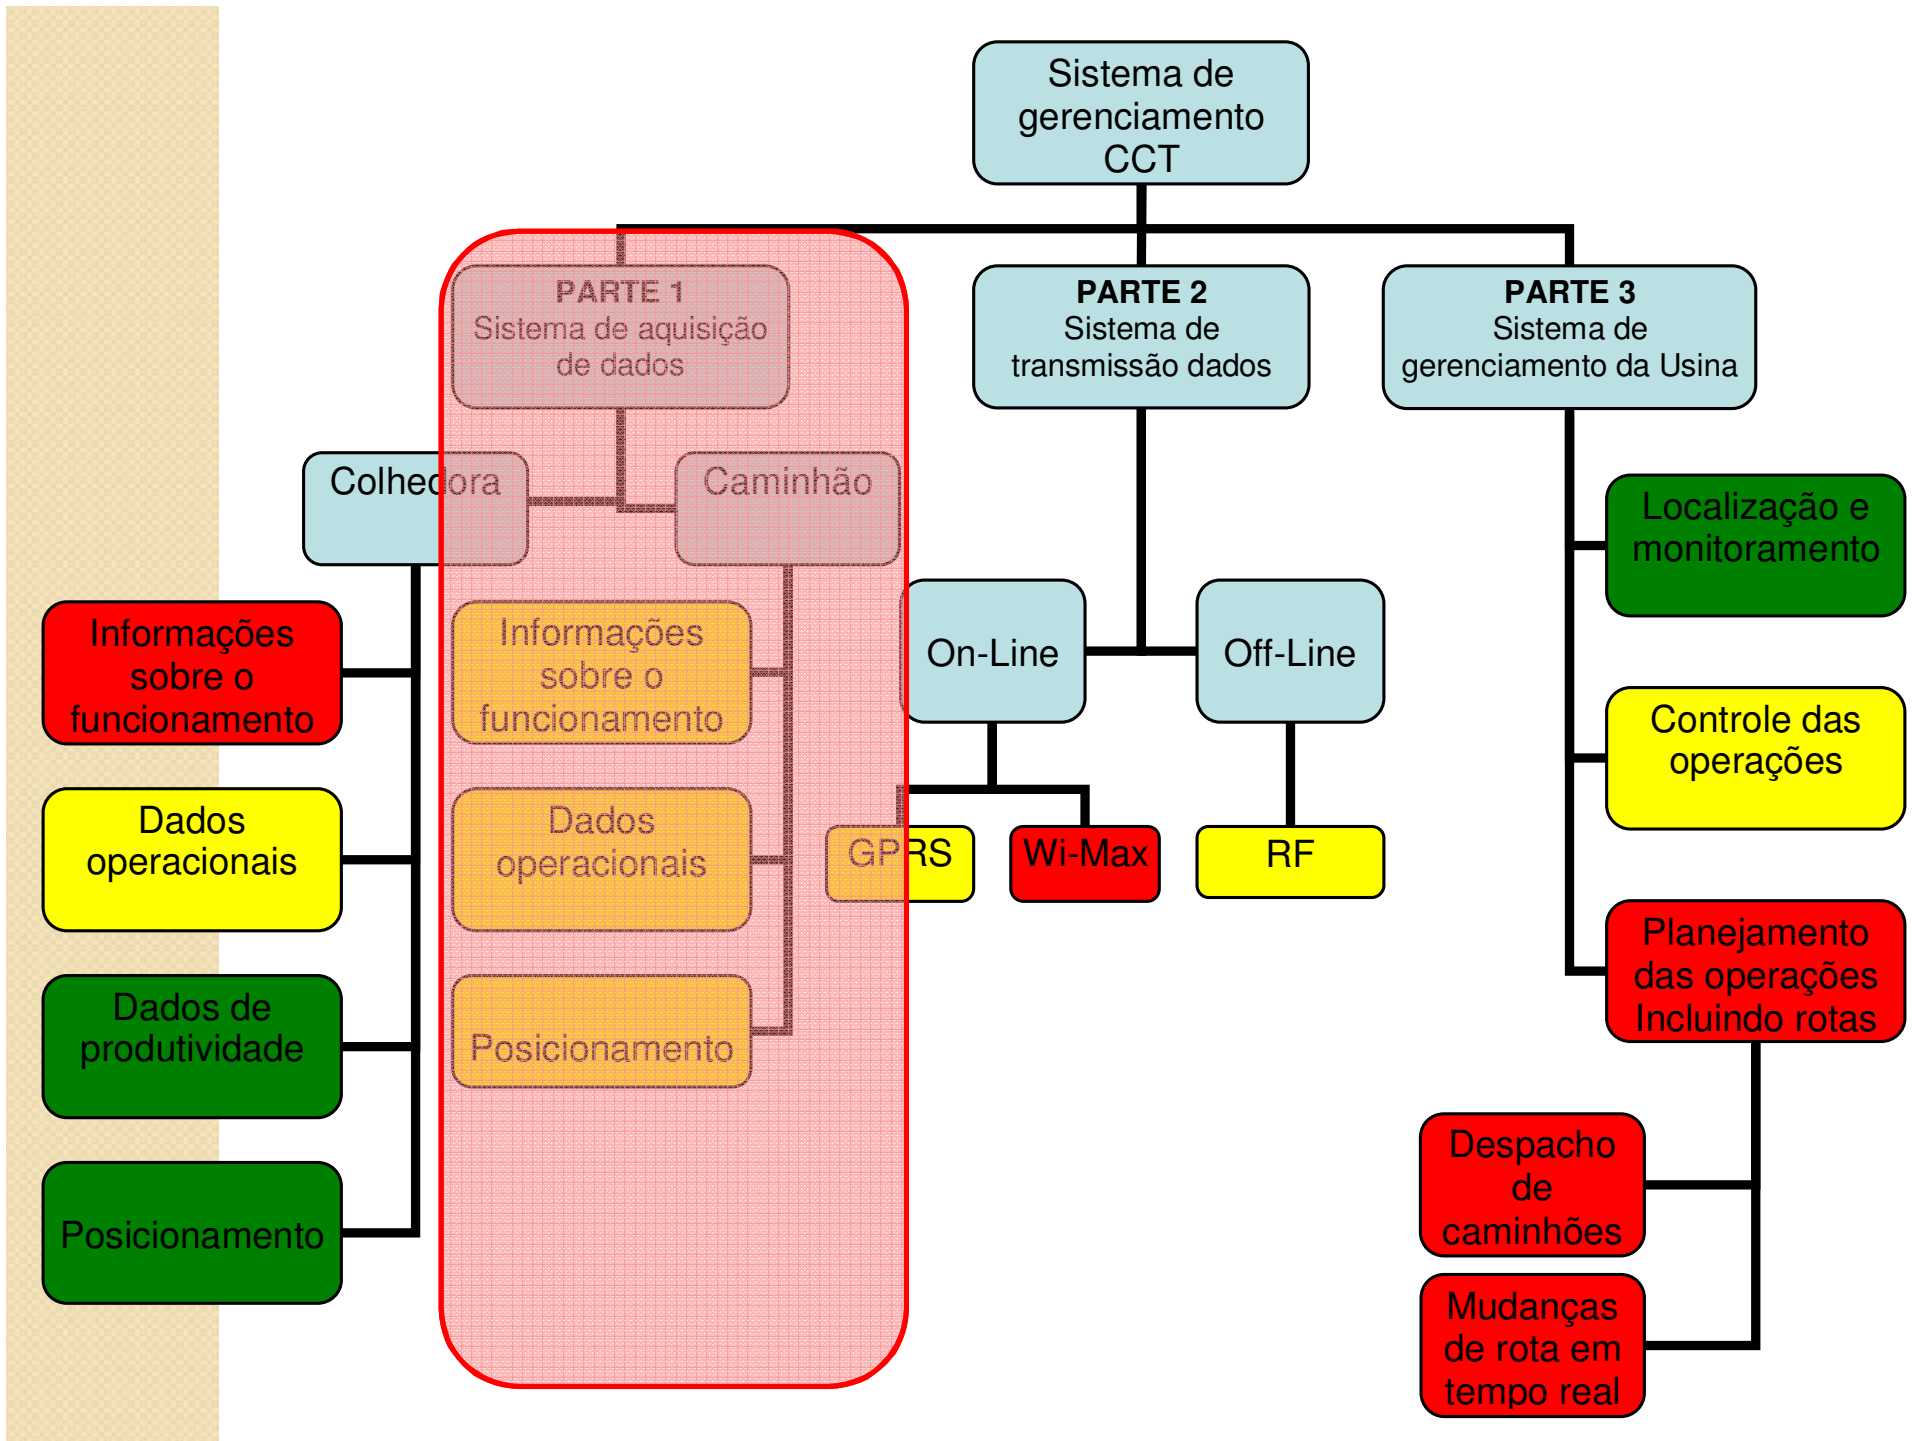 Sistema de
gerenciamento
CCT
PARTE 1
Sistema de aquisição
de dados
PARTE 2
Sistema de
transmissão dados
PARTE 3
Sistema de
gerenciamento da Usina
Colhedora
Caminhão
Informações
sobre o
funcionamento
Dados
operacionais
Dados de
produtividade
Posicionamento
Informações
sobre o
funcionamento
Dados
operacionais
Posicionamento
On-Line
Off-Line
GPRS
Wi-Max
RF
Localização e
monitoramento
Controle das
operações
Planejamento
das operações
Incluindo rotas
Despacho
de
caminhões
Mudanças
de rota em
tempo real